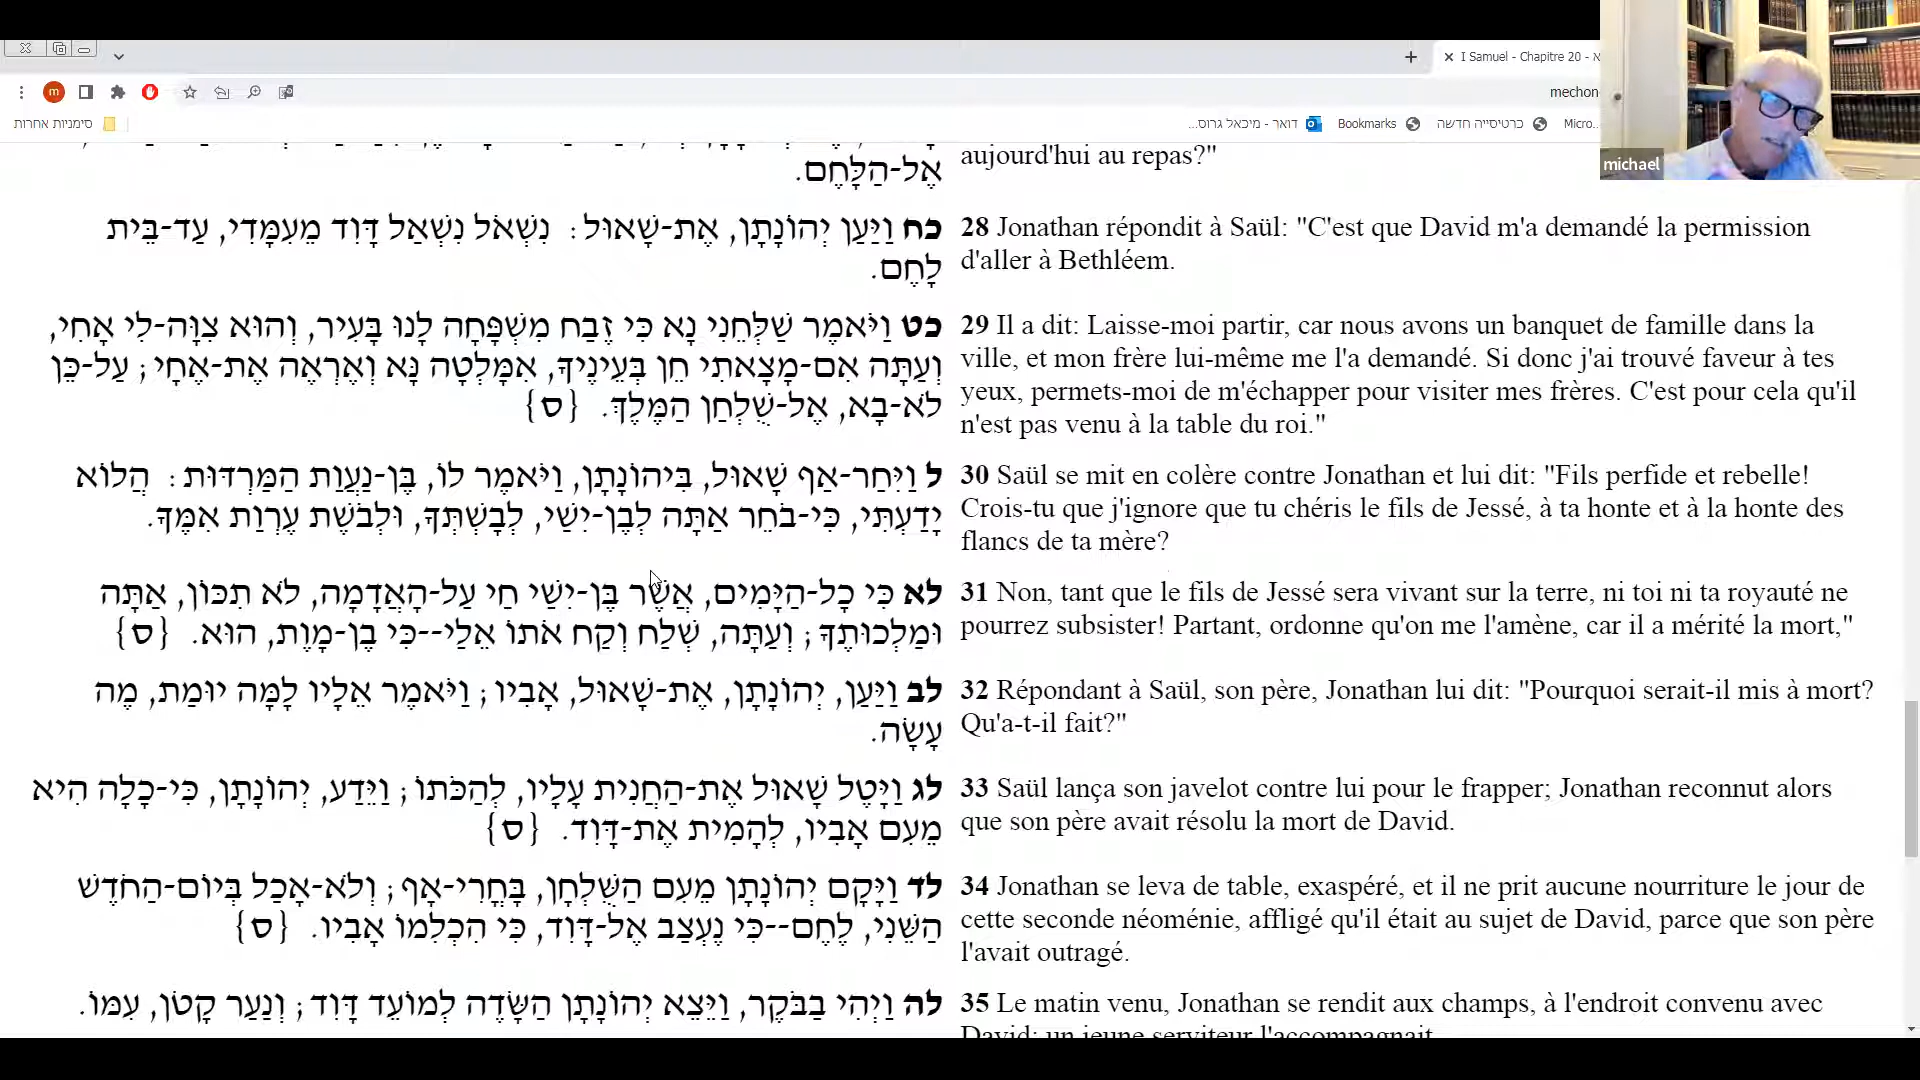 I Samuel - Chapitre 20 - א
mechon
סימניות אחרות
דואר - מיכאל גרוס...
Bookmarks
כרטיסייה חדשה
Micro...
michael
m
אֶל-הַלָּחֶם.
aujourd'hui au repas?"
כח וַיַּעַן יְהוֹנָתָן, אֶת-שָׁאוּל: נִשְׁאֹל נִשְׁאַל דָּוִד מֵעִמָּדִי, עַד-בֵּית
לָחֶם.
28 Jonathan répondit à Saül: "C'est que David m'a demandé la permission
d'aller à Bethléem.
כט וַיֹּאמֶר שַׁלְּחֵנִי נָא כִּי זֶבַח מִשְׁפָּחָה לָנוּ בָּעִיר, וְהוּא צִוָּה-לִי אָחִי,
וְעַתָּה אִם-מָצָאתִי חֵן בְּעֵינֶיךָ, אִמָּלְטָה נָּא וְאֶרְאֶה אֶת-אֶחָי; עַל-כֵּן
לֹא-בָא, אֶל-שֻׁלְחַן הַמֶּלֶךְ. {ס}
29 Il a dit: Laisse-moi partir, car nous avons un banquet de famille dans la
ville, et mon frère lui-même me l'a demandé. Si donc j'ai trouvé faveur à tes
yeux, permets-moi de m'échapper pour visiter mes frères. C'est pour cela qu'il
n'est pas venu à la table du roi."
ל וַיִּחַר-אַף שָׁאוּל, בִּיהוֹנָתָן, וַיֹּאמֶר לוֹ, בֶּן-נַעֲוַת הַמַּרְדּוּת: הֲלוֹא
יָדַעְתִּי, כִּי-בֹחֵר אַתָּה לְבֶן-יִשַׁי, לְבָשְׁתְּךָ, וּלְבֹשֶׁת עֶרְוַת אִמֶּךָ.
30 Saül se mit en colère contre Jonathan et lui dit: "Fils perfide et rebelle!
Crois-tu que j'ignore que tu chéris le fils de Jessé, à ta honte et à la honte des
flancs de ta mère?
לא כִּי כָל-הַיָּמִים, אֲשֶׁר בֶּן-יִשַׁי חַי עַל-הָאֲדָמָה, לֹא תִכּוֹן, אַתָּה
וּמַלְכוּתֶךָ; וְעַתָּה, שְׁלַח וְקַח אֹתוֹ אֵלַי--כִּי בֶן-מָוֶת, הוּא. {ס}
31 Non, tant que le fils de Jessé sera vivant sur la terre, ni toi ni ta royauté ne
pourrez subsister! Partant, ordonne qu'on me l'amène, car il a mérité la mort,"
לב וַיַּעַן, יְהוֹנָתָן, אֶת-שָׁאוּל, אָבִיו; וַיֹּאמֶר אֵלָיו לָמָּה יוּמַת, מֶה
עָשָׂה.
32 Répondant à Saül, son père, Jonathan lui dit: "Pourquoi serait-il mis à mort?
Qu'a-t-il fait?"
לג וַיָּטֶל שָׁאוּל אֶת-הַחֲנִית עָלָיו, לְהַכֹּתוֹ; וַיֵּדַע, יְהוֹנָתָן, כִּי-כָלָה הִיא
מֵעִם אָבִיו, לְהָמִית אֶת-דָּוִד. {ס}
33 Saül lança son javelot contre lui pour le frapper; Jonathan reconnut alors
que son père avait résolu la mort de David.
לד וַיָּקָם יְהוֹנָתָן מֵעִם הַשֻּׁלְחָן, בָּחֳרִי-אָף; וְלֹא-אָכַל בְּיוֹם-הַחֹדֶשׁ
הַשֵּׁנִי, לֶחֶם--כִּי נֶעְצַב אֶל-דָּוִד, כִּי הִכְלִמוֹ אָבִיו. {ס}
34 Jonathan se leva de table, exaspéré, et il ne prit aucune nourriture le jour de
cette seconde néoménie, affligé qu'il était au sujet de David, parce que son père
l'avait outragé.
לה וַיְהִי בַבֹּקֶר, וַיֵּצֵא יְהוֹנָתָן הַשָּׂדֶה לְמוֹעֵד דָּוִד; וְנַעַר קָטֹן, עִמּוֹ.
35 Le matin venu, Jonathan se rendit aux champs, à l'endroit convenu avec
David; un jeune serviteur l'accompagnait.